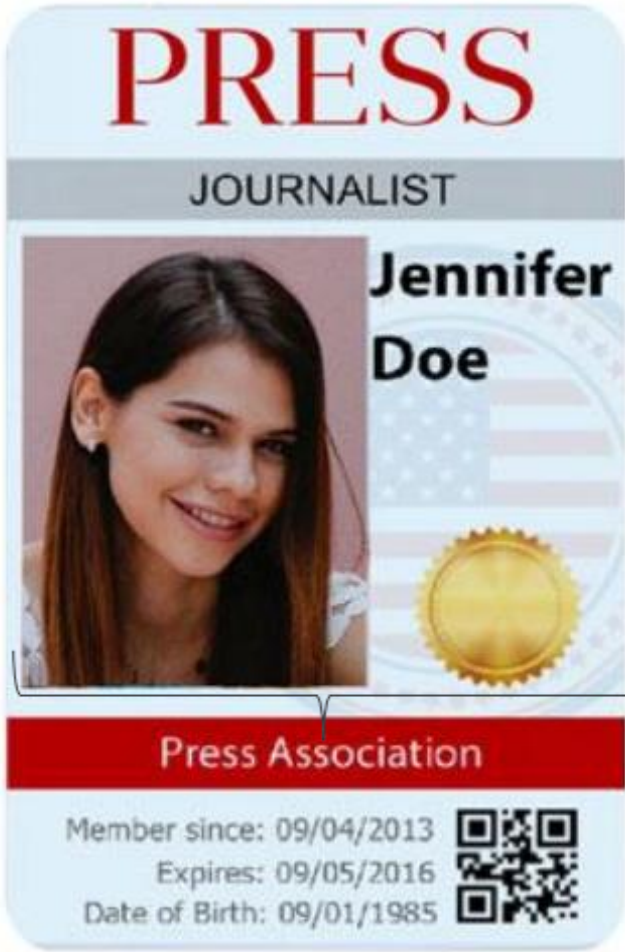 PRESS
JOURNALIST
Jennifer
Doe
Press Association
Member since: 09/04/2013
Expires: 09/05/2016
Date of Birth: 09/01/1985